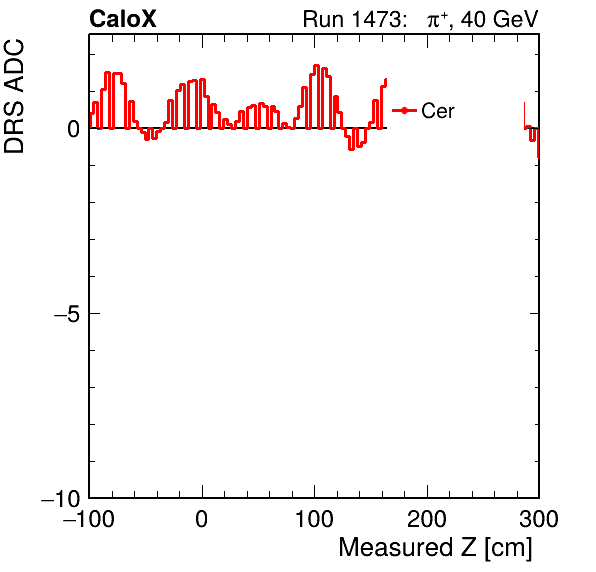 CaloX Run 1473: π+, 40 GeV
DRS ADC
Cer
0
−5
−10
−100 0 100 200 300
Measured Z [cm]